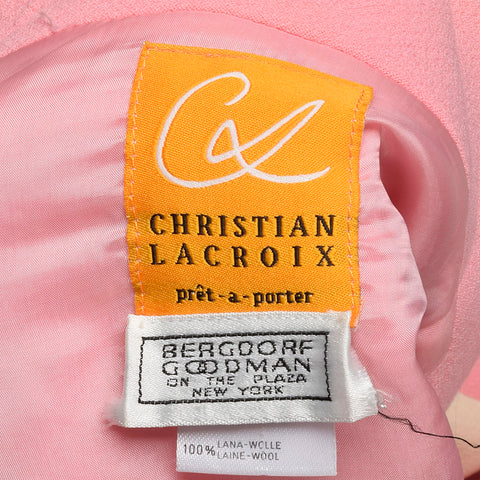 CL
CHRISTIAN
LACROIX
prêt-a-porter
BERGDORF
GOODMAN
ON THE PLAZA
NEW YORK
100% LANA-WOLLE
LAINE-WOOL